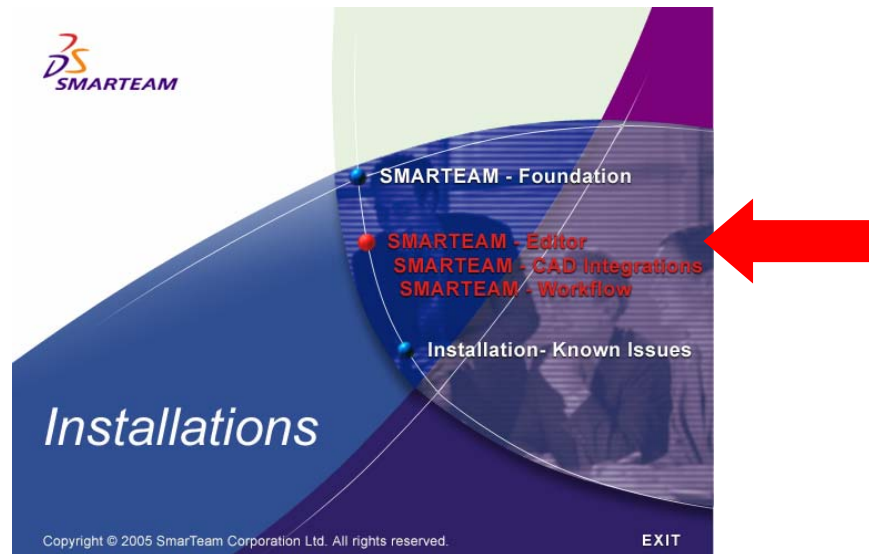 SMARTEAM
SMARTEAM - Foundation
SMARTEAM - Editor
SMARTEAM - CAD Integrations
SMARTEAM - Workflow
Installation- Known Issues
Installations
Copyright © 2005 SmarTeam Corporation Ltd. All rights reserved.
EXIT